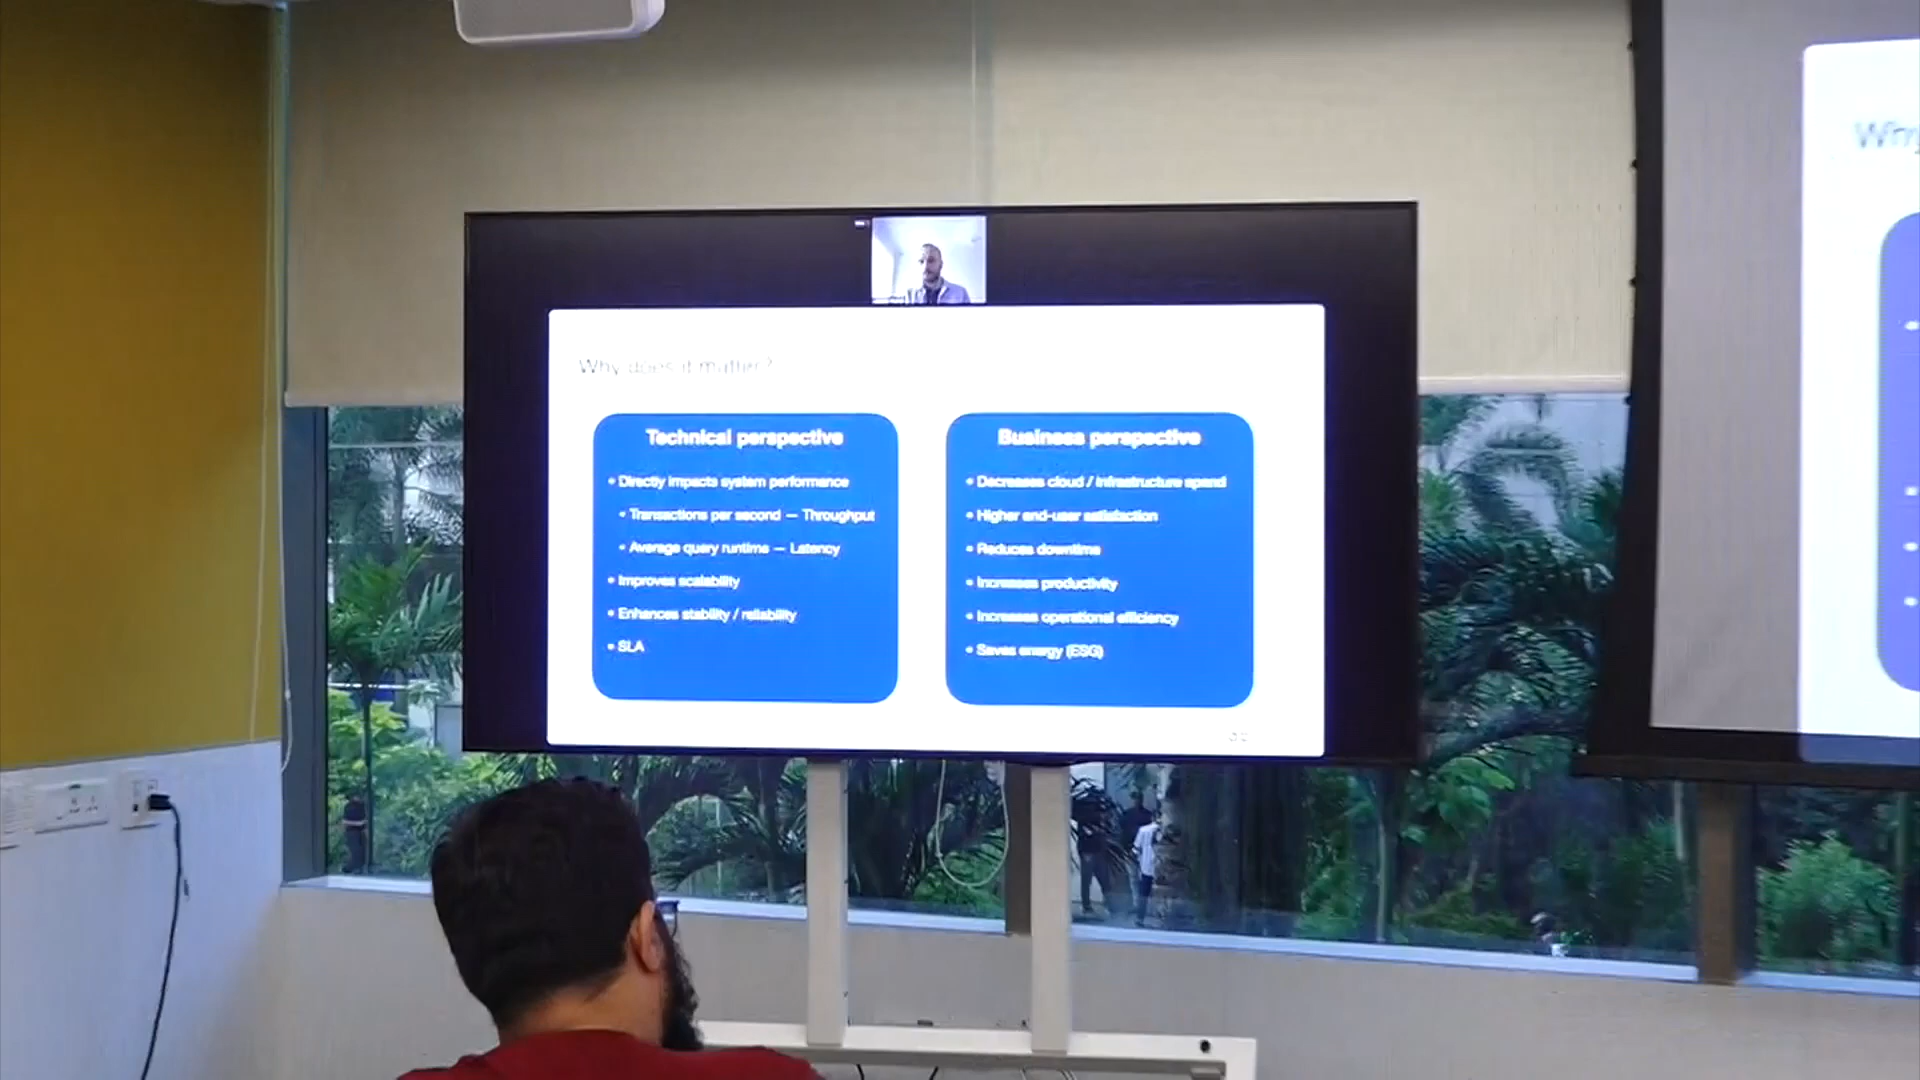 Why does it matter?
Technical perspective
• Directly impacts system performance
• Transactions per second — Throughput
• Average query runtime — Latency
• Improves scalability
• Enhances stability / reliability
• SLA
Business perspective
• Decreases cloud / infrastructure spend
• Higher end-user satisfaction
• Reduces downtime
• Increases productivity
• Increases operational efficiency
• Saves energy (ESG)
Why